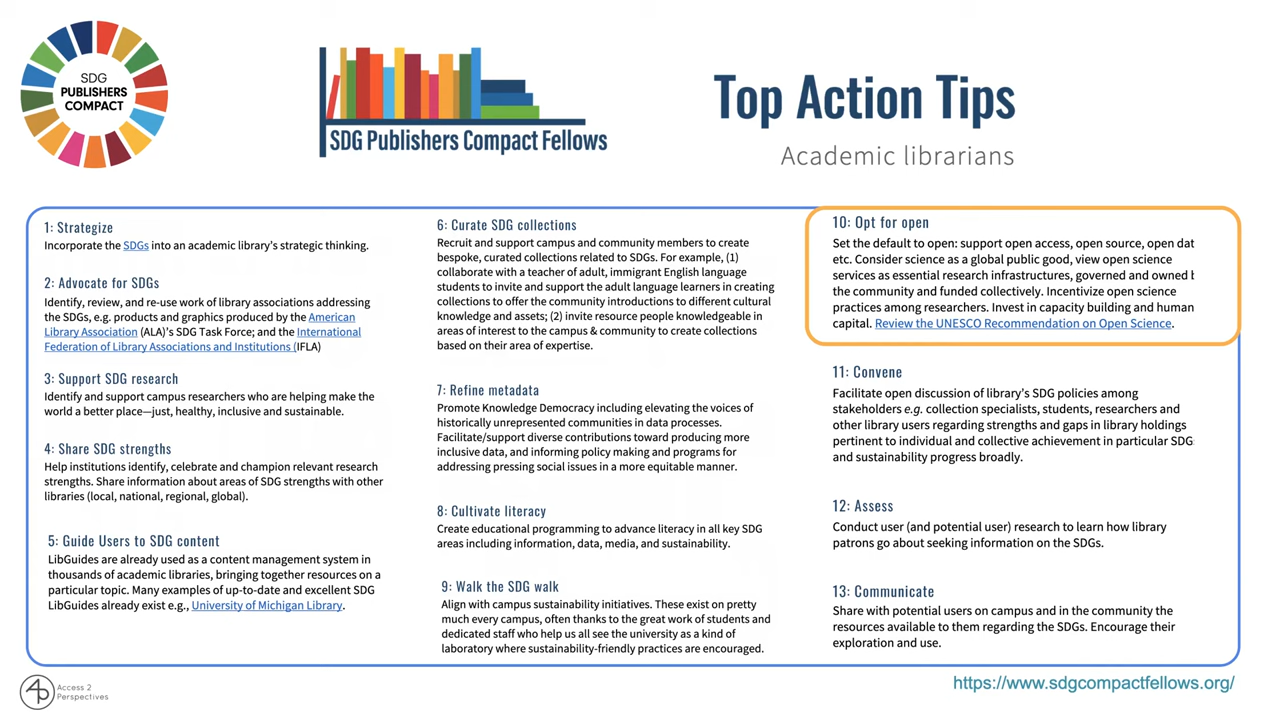 SDG
PUBLISHERS
COMPACT
SDG Publishers Compact Fellows
Top Action Tips
Academic librarians
1: Strategize
Incorporate the SDGs into an academic library's strategic thinking.
2: Advocate for SDGs
Identify, review, and re-use work of library associations addressing
the SDGs, e.g. products and graphics produced by the American
Library Association (ALA)'s SDG Task Force; and the International
Federation of Library Associations and Institutions (IFLA)
3: Support SDG research
Identify and support campus researchers who are helping make the
world a better place—just, healthy, inclusive and sustainable.
4: Share SDG strengths
Help institutions identify, celebrate and champion relevant research
strengths. Share information about areas of SDG strengths with other
libraries (local, national, regional, global).
5: Guide Users to SDG content
LibGuides are already used as a content management system in
thousands of academic libraries, bringing together resources on a
particular topic. Many examples of up-to-date and excellent SDG
LibGuides already exist e.g., University of Michigan Library.
6: Curate SDG collections
Recruit and support campus and community members to create
bespoke, curated collections related to SDGs. For example, (1)
collaborate with a teacher of adult, immigrant English language
students to invite and support the adult language learners in creating
collections to offer the community introductions to different cultural
knowledge and assets; (2) invite resource people knowledgeable in
areas of interest to the campus & community to create collections
based on their area of expertise.
7: Refine metadata
Promote Knowledge Democracy including elevating the voices of
historically unrepresented communities in data processes.
Facilitate/support diverse contributions toward producing more
inclusive data, and informing policy making and programs for
addressing pressing social issues in a more equitable manner.
8: Cultivate literacy
Create educational programming to advance literacy in all key SDG
areas including information, data, media, and sustainability.
9: Walk the SDG walk
Align with campus sustainability initiatives. These exist on pretty
much every campus, often thanks to the great work of students and
dedicated staff who help us all see the university as a kind of
laboratory where sustainability-friendly practices are encouraged.
10: Opt for open
Set the default to open: support open access, open source, open dat
etc. Consider science as a global public good, view open science
services as essential research infrastructures, governed and owned
the community and funded collectively. Incentivize open science
practices among researchers. Invest in capacity building and human
capital. Review the UNESCO Recommendation on Open Science.
11: Convene
Facilitate open discussion of library's SDG policies among
stakeholders e.g. collection specialists, students, researchers and
other library users regarding strengths and gaps in library holdings
pertinent to individual and collective achievement in particular SDG
and sustainability progress broadly.
12: Assess
Conduct user (and potential user) research to learn how library
patrons go about seeking information on the SDGs.
13: Communicate
Share with potential users on campus and in the community the
resources available to them regarding the SDGs. Encourage their
exploration and use.
Access 2
Perspectives
https://www.sdgcompactfellows.org/